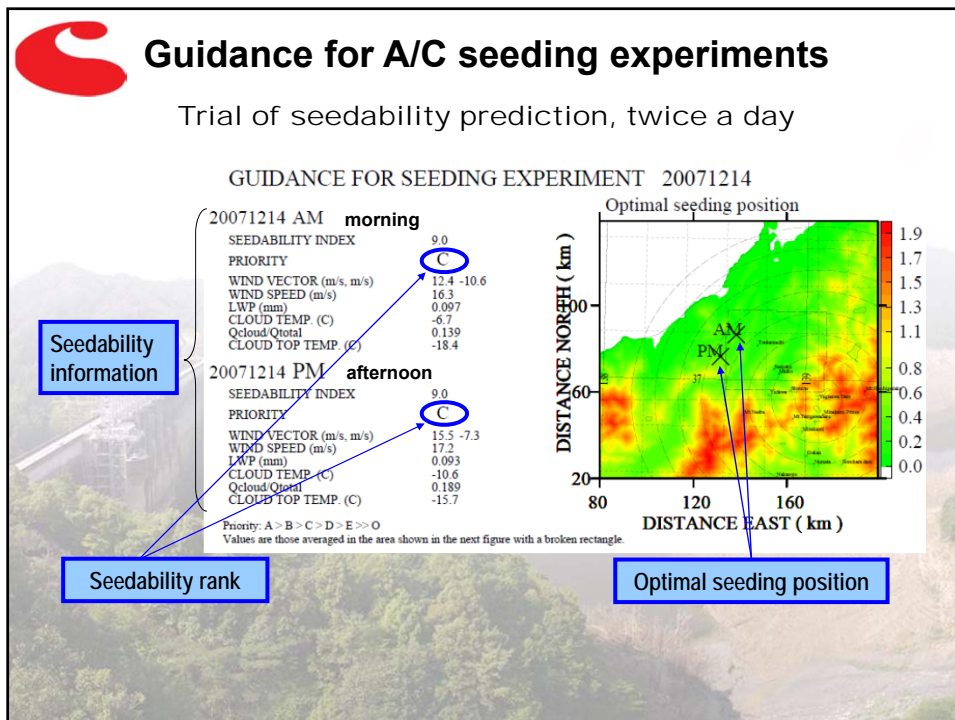 Guidance for A/C seeding experiments
Trial of seedability prediction, twice a day
GUIDANCE FOR SEEDING EXPERIMENT 20071214
20071214 AM morning
SEEDABILITY INDEX 9.0
PRIORITY C
WIND VECTOR (m/s, m/s) 12.4 -10.6
WIND SPEED (m/s) 16.3
LWP (mm) 0.097
CLOUD TEMP. (C) -6.7
Qcloud/Qtotal 0.139
CLOUD TOP TEMP. (C) -18.4
20071214 PM afternoon
SEEDABILITY INDEX 9.0
PRIORITY C
WIND VECTOR (m/s, m/s) 15.5 -7.3
WIND SPEED (m/s) 17.2
LWP (mm) 0.093
CLOUD TEMP. (C) -10.6
Qcloud/Qtotal 0.189
CLOUD TOP TEMP. (C) -15.7
Priority: A > B > C > D > E >> O
Values are those averaged in the area shown in the next figure with a broken rectangle.
Seedability
information
Seedability rank
Optimal seeding position
DISTANCE NORTH ( km )
100
60
20
80 120 160
DISTANCE EAST ( km )
AM
PM
37
1.9
1.5
1.3
1.1
0.9
0.8
0.6
0.4
0.2
0.0
Optimal seeding position